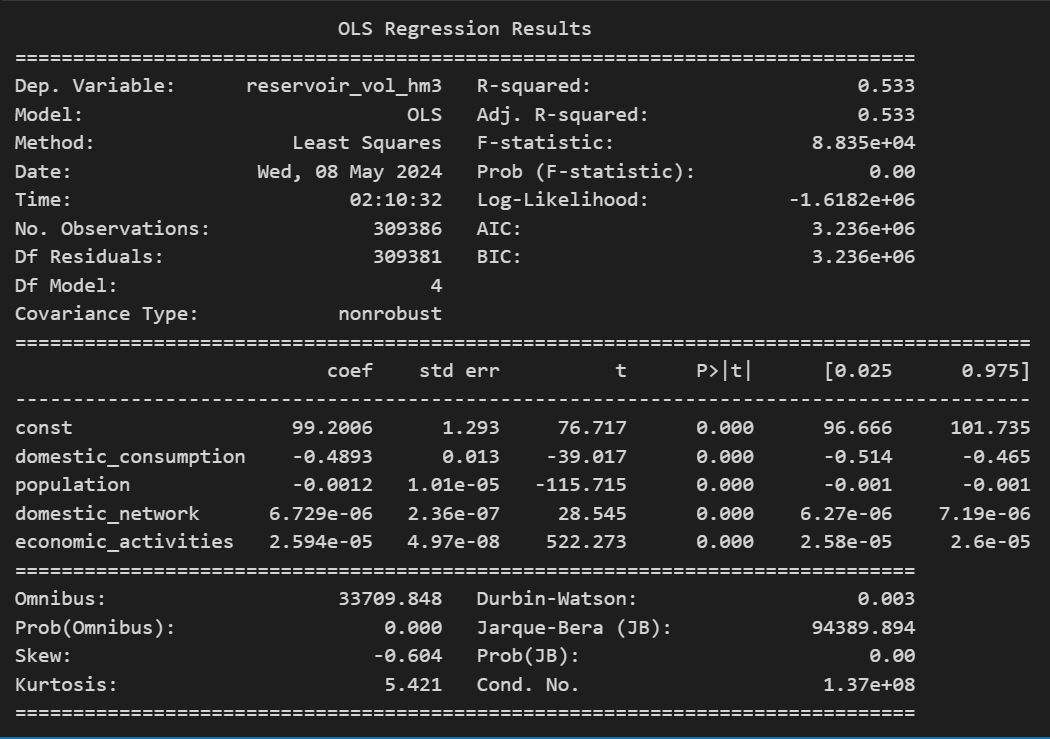 OLS Regression Results
==============================================================================
Dep. Variable:      reservoir_vol_hm3   R-squared:                       0.533
Model:                            OLS   Adj. R-squared:                  0.533
Method:                 Least Squares   F-statistic:                 8.835e+04
Date:                Wed, 08 May 2024   Prob (F-statistic):               0.00
Time:                        02:10:32   Log-Likelihood:            -1.6182e+06
No. Observations:              309386   AIC:                         3.236e+06
Df Residuals:                  309381   BIC:                         3.236e+06
Df Model:                           4
Covariance Type:            nonrobust
========================================================================================
                           coef    std err          t      P>|t|      [0.025      0.975]
----------------------------------------------------------------------------------------
const                   99.2006      1.293     76.717      0.000      96.666     101.735
domestic_consumption    -0.4893      0.013    -39.017      0.000      -0.514      -0.465
population              -0.0012   1.01e-05   -115.715      0.000      -0.001      -0.001
domestic_network      6.729e-06   2.36e-07     28.545      0.000    6.27e-06    7.19e-06
economic_activities   2.594e-05   4.97e-08    522.273      0.000    2.58e-05     2.6e-05
==============================================================================
Omnibus:                    33709.848   Durbin-Watson:                   0.003
Prob(Omnibus):                  0.000   Jarque-Bera (JB):            94389.894
Skew:                          -0.604   Prob(JB):                         0.00
Kurtosis:                       5.421   Cond. No.                     1.37e+08
==============================================================================